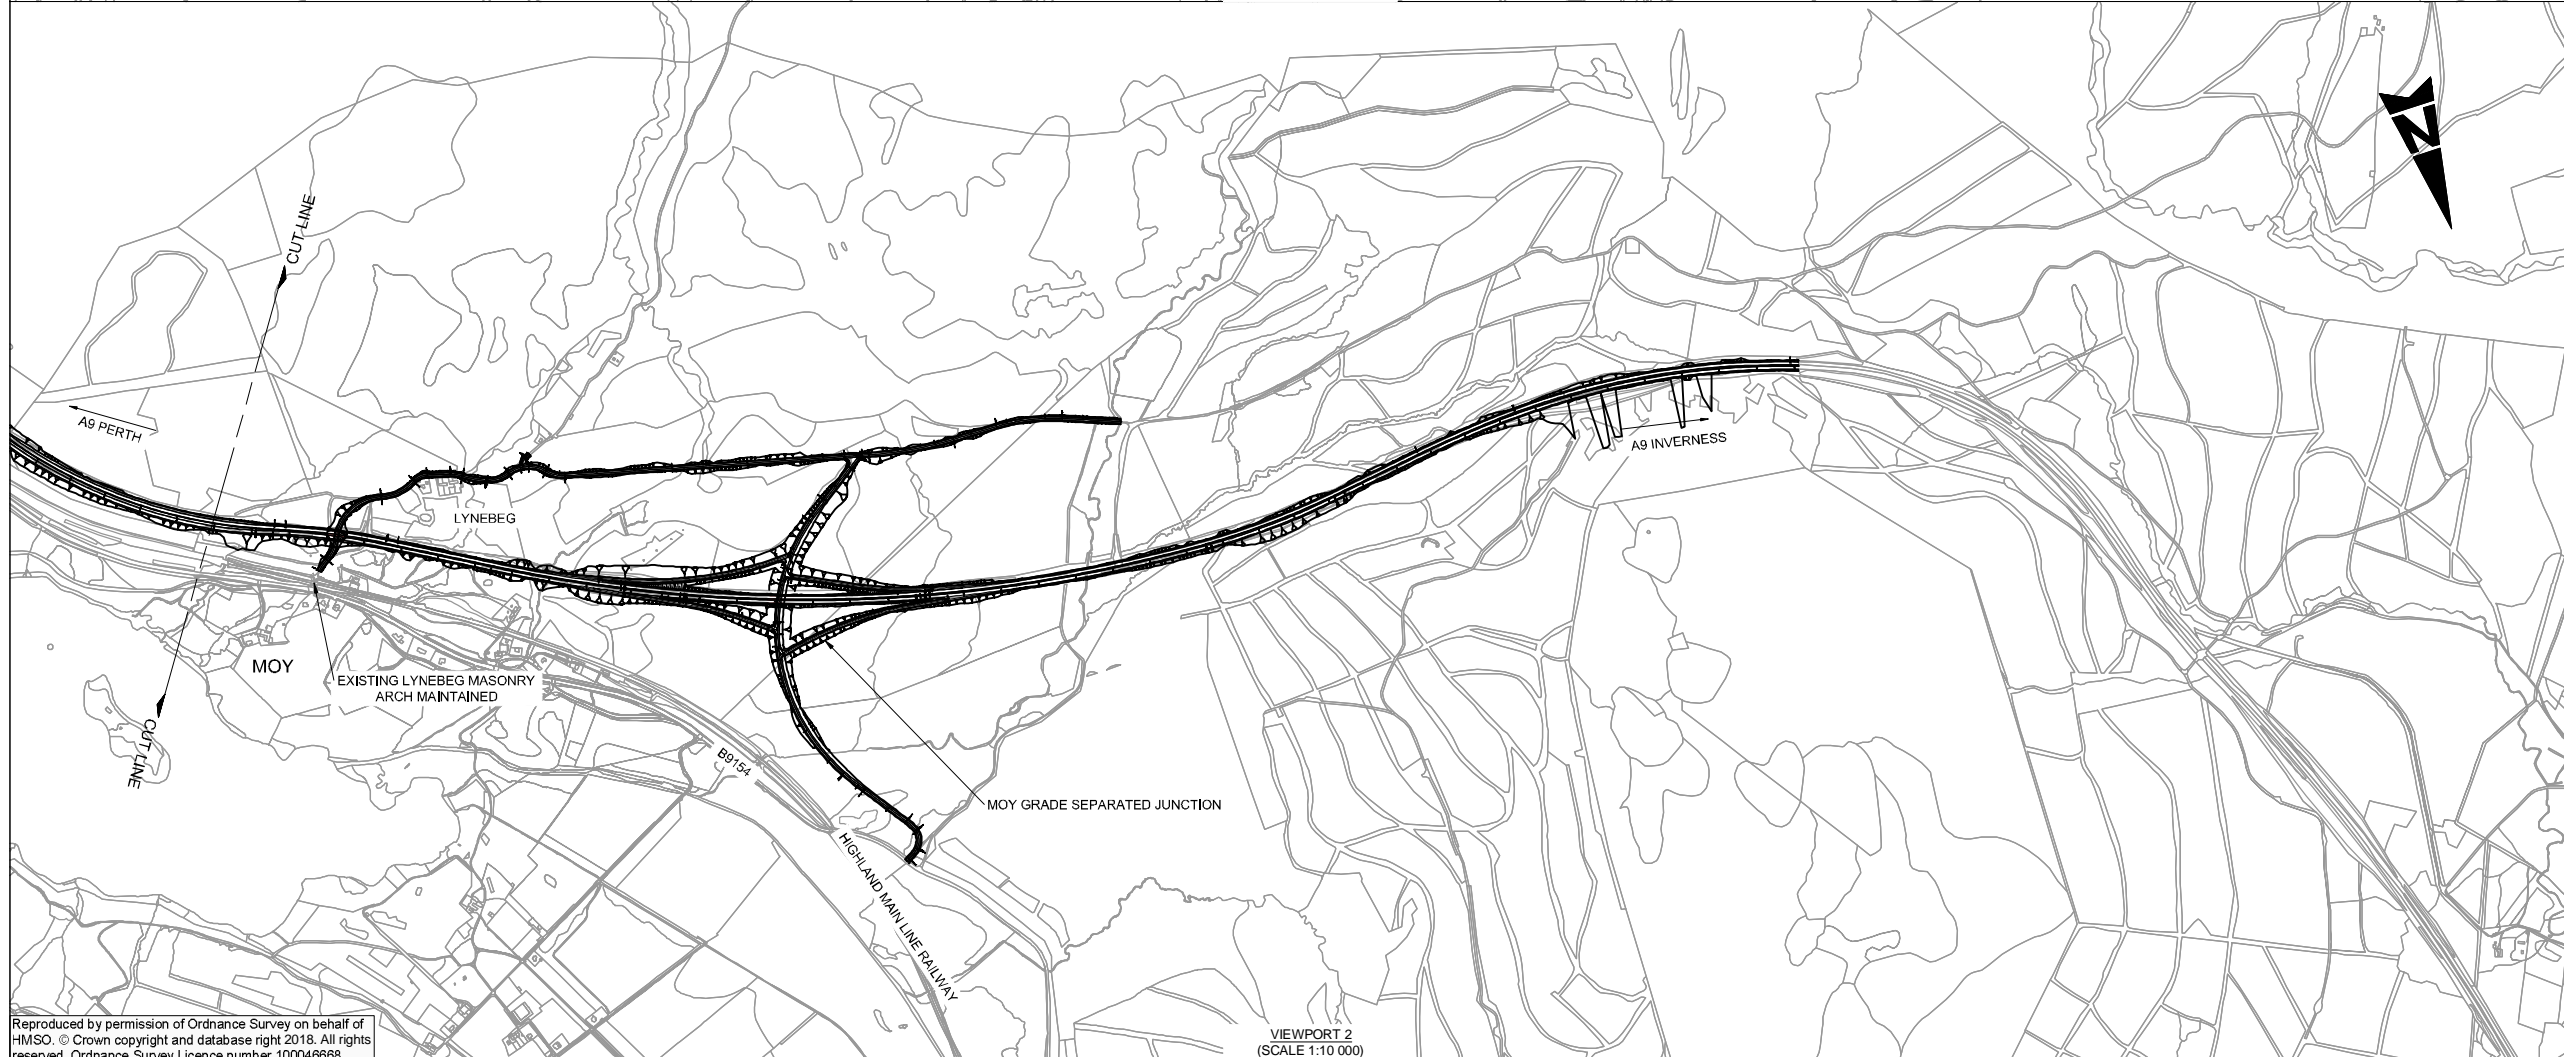 CUT LINE
N
A9 PERTH
A9 INVERNESS
LYNEBEG
MOY
EXISTING LYNEBEG MASONRY
ARCH MAINTAINED
CUT LINE
B9154
MOY GRADE SEPARATED JUNCTION
HIGHLAND MAIN LINE RAILWAY
Reproduced by permission of Ordnance Survey on behalf of
HMSO. © Crown copyright and database right 2018. All rights
reserved. Ordnance Survey Licence number 100046668
VIEWPORT 2
(SCALE 1:10 000)